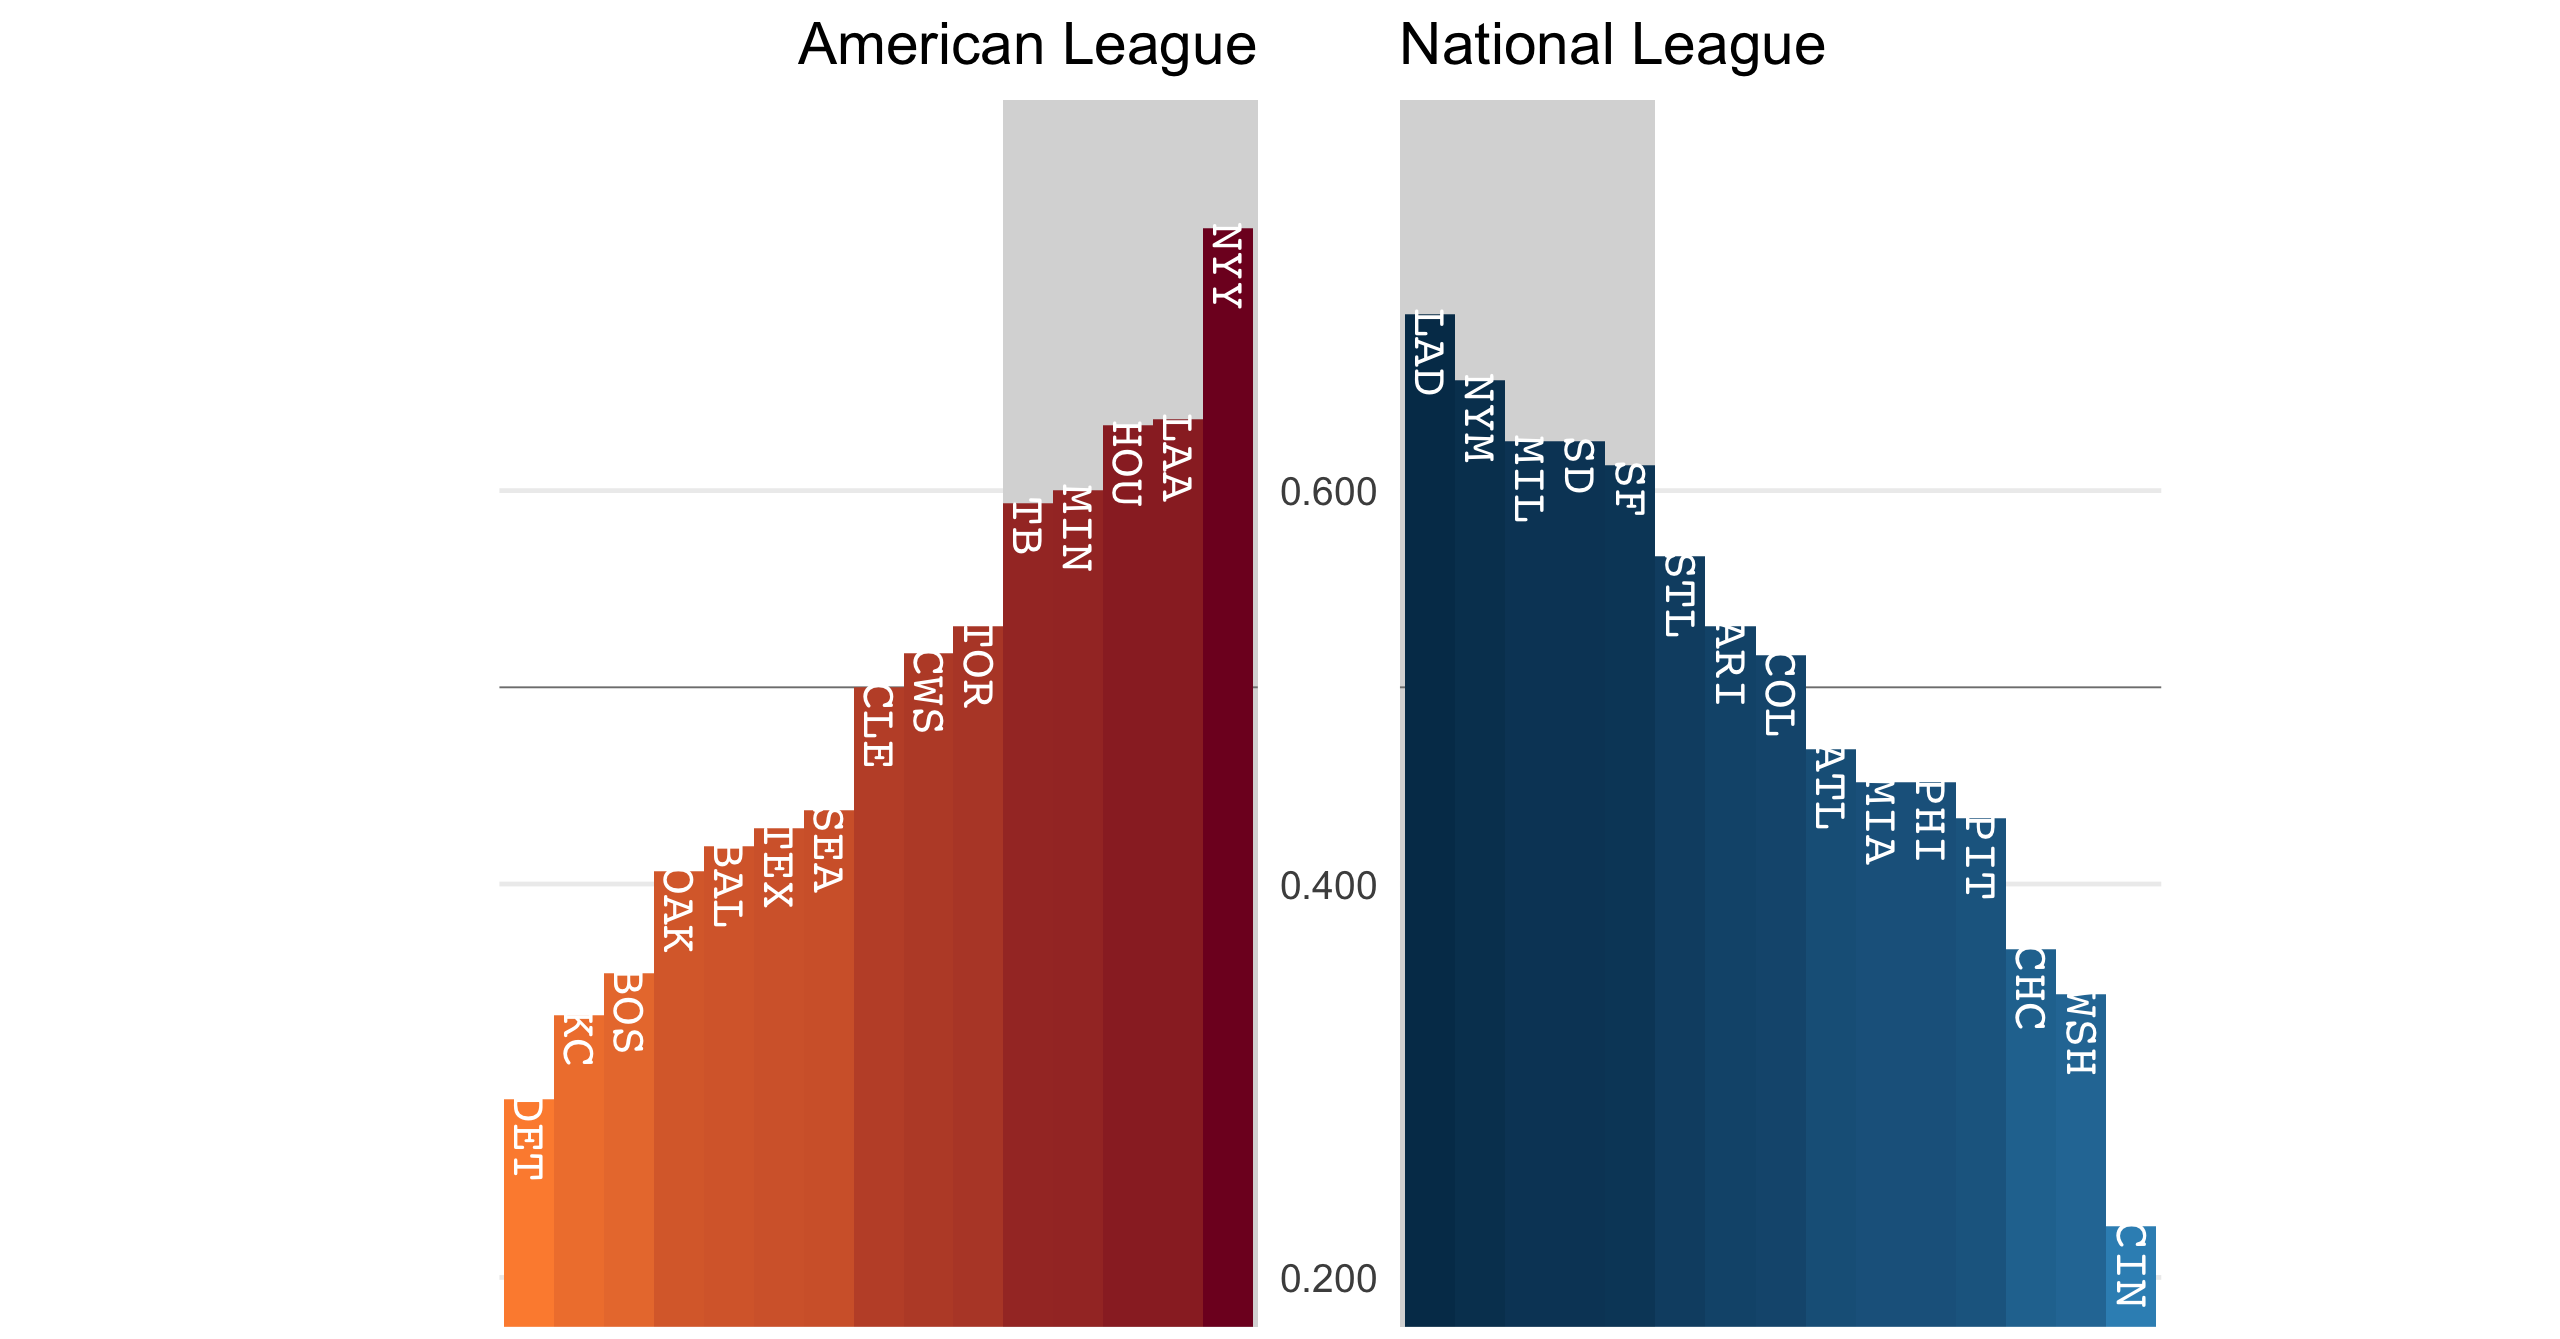 American League
National League
NYY
LAD
NYM
LAA
HOU
MIL
SD
SF
0.600
MIN
TB
STL
TOR
ARI
CWS
COL
CLE
ATL
MIA
PHI
SEA
PIT
TEX
BAL
OAK
0.400
CHC
BOS
WSH
KC
DET
CIN
0.200